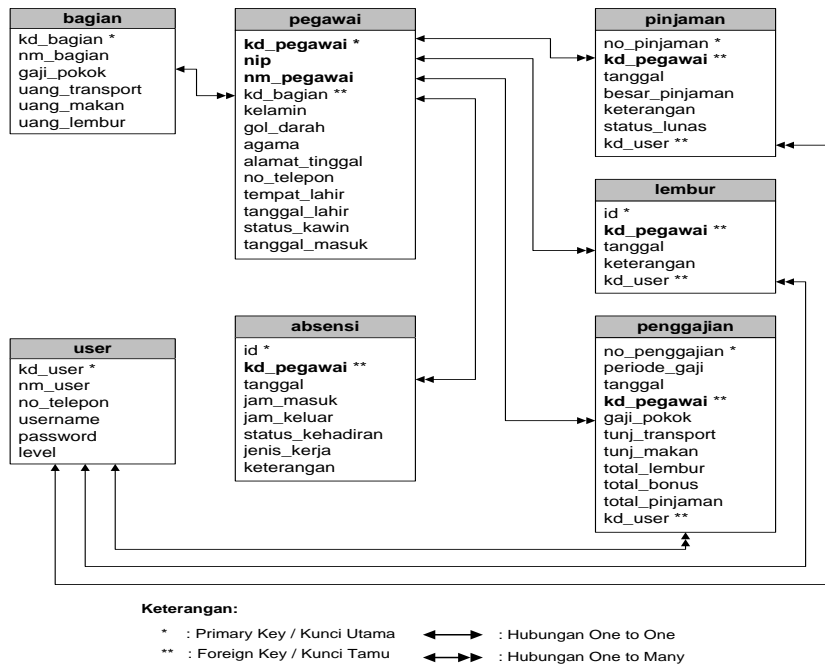 bagian
kd_bagian *
nm_bagian
gaji_pokok
uang_transport
uang_makan
uang_lembur
pegawai
kd_pegawai *
nip
nm_pegawai
kd_bagian **
kelamin
gol_darah
agama
alamat_tinggal
no_telepon
tempat_lahir
tanggal_lahir
status_kawin
tanggal_masuk
pinjaman
no_pinjaman *
kd_pegawai **
tanggal
besar_pinjaman
keterangan
status_lunas
kd_user **
lembur
id *
kd_pegawai **
tanggal
keterangan
kd_user **
user
kd_user *
nm_user
no_telepon
username
password
level
absensi
id *
kd_pegawai **
tanggal
jam_masuk
jam_keluar
status_kehadiran
jenis_kerja
keterangan
penggajian
no_penggajian *
periode_gaji
tanggal
kd_pegawai **
gaji_pokok
tunj_transport
tunj_makan
total_lembur
total_bonus
total_pinjaman
kd_user **
Keterangan:
* : Primary Key / Kunci Utama
: Hubungan One to One
** : Foreign Key / Kunci Tamu
: Hubungan One to Many